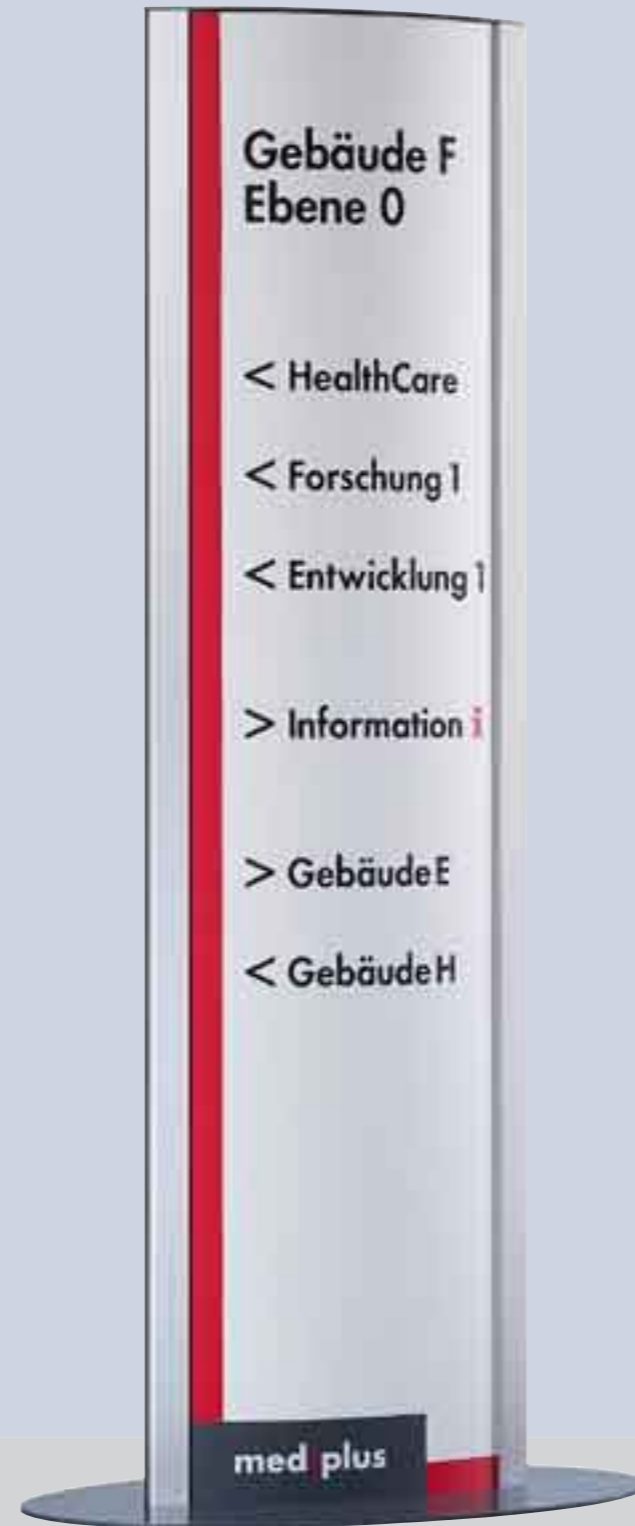 Gebäude F
Ebene 0
< HealthCare
< Forschung 1
< Entwicklung 1
> Information i
> Gebäude E
< Gebäude H
med plus